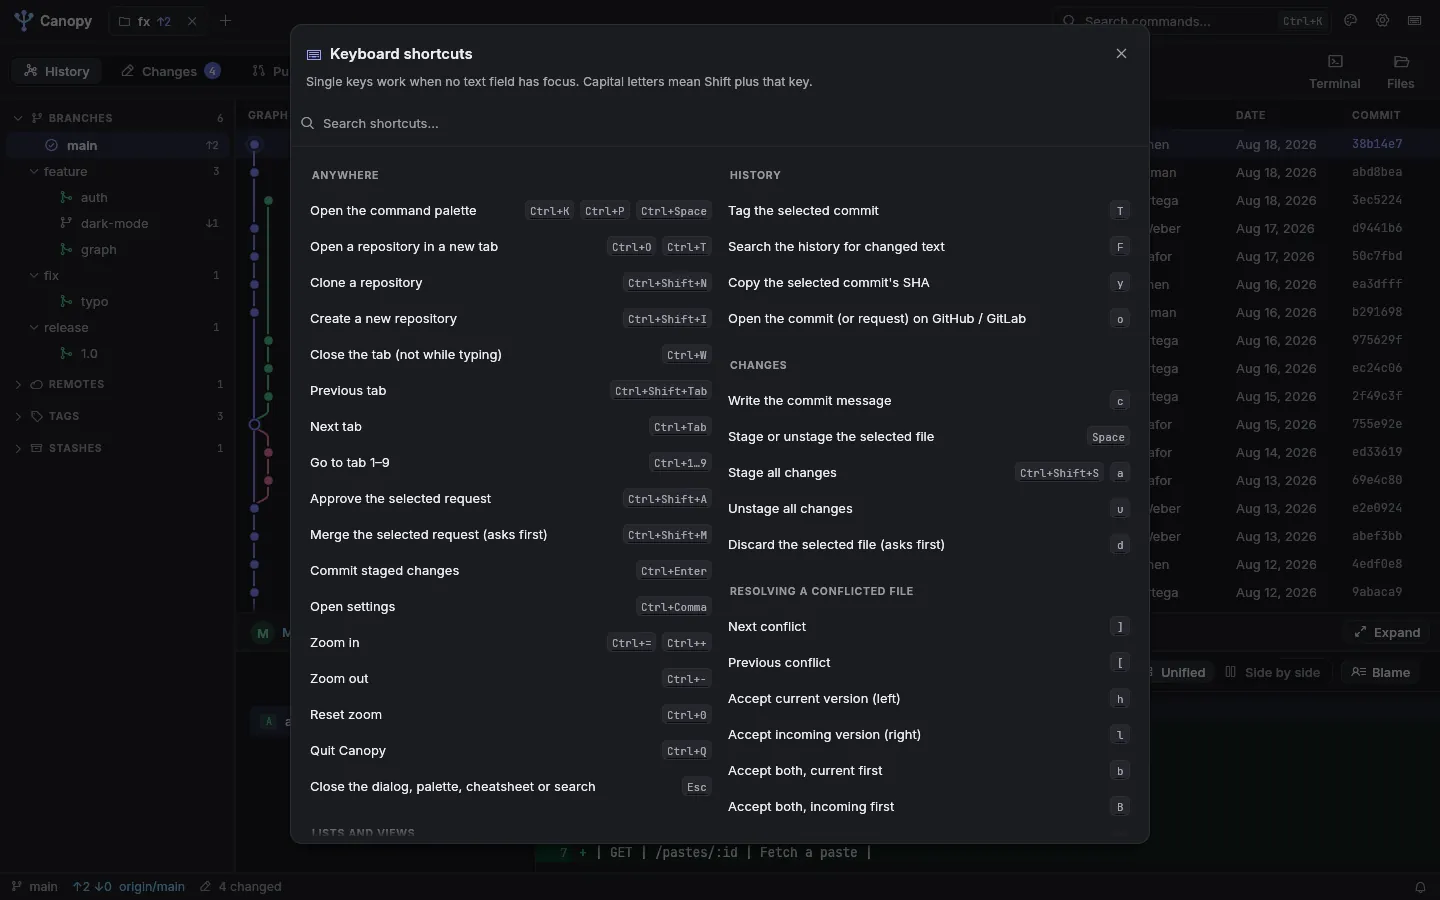 Canopy
fx ↑2
Search commands... Ctrl+K
History
Changes 4
Terminal
Files
BRANCHES 6
main ↑2
feature 3
auth
dark-mode ↓1
graph
fix 1
typo
release 1
1.0
REMOTES 1
TAGS 3
STASHES 1
GRAPH
Keyboard shortcuts
Single keys work when no text field has focus. Capital letters mean Shift plus that key.
Search shortcuts...
ANYWHERE
Open the command palette Ctrl+K Ctrl+P Ctrl+Space
Open a repository in a new tab Ctrl+O Ctrl+T
Clone a repository Ctrl+Shift+N
Create a new repository Ctrl+Shift+I
Close the tab (not while typing) Ctrl+W
Previous tab Ctrl+Shift+Tab
Next tab Ctrl+Tab
Go to tab 1–9 Ctrl+1…9
Approve the selected request Ctrl+Shift+A
Merge the selected request (asks first) Ctrl+Shift+M
Commit staged changes Ctrl+Enter
Open settings Ctrl+Comma
Zoom in Ctrl+= Ctrl++
Zoom out Ctrl+-
Reset zoom Ctrl+0
Quit Canopy Ctrl+Q
Close the dialog, palette, cheatsheet or search Esc
LISTS AND VIEWS
HISTORY
Tag the selected commit T
Search the history for changed text F
Copy the selected commit's SHA y
Open the commit (or request) on GitHub / GitLab o
CHANGES
Write the commit message c
Stage or unstage the selected file Space
Stage all changes Ctrl+Shift+S a
Unstage all changes u
Discard the selected file (asks first) d
RESOLVING A CONFLICTED FILE
Next conflict ]
Previous conflict [
Accept current version (left) h
Accept incoming version (right) l
Accept both, current first b
Accept both, incoming first B
DATE COMMIT
Aug 18, 2026 38b14e7
Aug 18, 2026 abd8bea
Aug 18, 2026 3ec5224
Aug 17, 2026 d9441b6
Aug 17, 2026 50c7fbd
Aug 16, 2026 ea3dfff
Aug 16, 2026 b291698
Aug 16, 2026 975629f
Aug 16, 2026 ec24c06
Aug 15, 2026 2f49c3f
Aug 15, 2026 755e92e
Aug 14, 2026 ed33619
Aug 13, 2026 69e4c80
Aug 13, 2026 e2e0924
Aug 13, 2026 abef3bb
Aug 12, 2026 4edf0e8
Aug 12, 2026 9abaca9
M
Expand
Unified
Side by side
Blame
A
7 + | GET | /pastes/:id | Fetch a paste |
main ↑2 ↓0 origin/main 4 changed